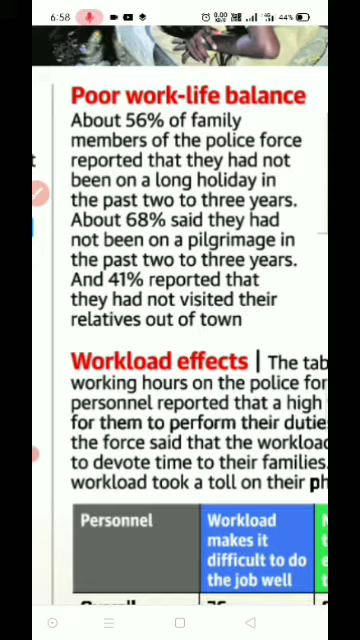 6:58
44%
Poor work-life balance
About 56% of family
members of the police force
reported that they had not
been on a long holiday in
the past two to three years.
About 68% said they had
not been on a pilgrimage in
the past two to three years.
And 41% reported that
they had not visited their
relatives out of town
Workload effects | The tab
working hours on the police for
personnel reported that a high
for them to perform their dutie
the force said that the workload
to devote time to their families.
workload took a toll on their ph
Personnel
Workload
makes it
difficult to do
the job well